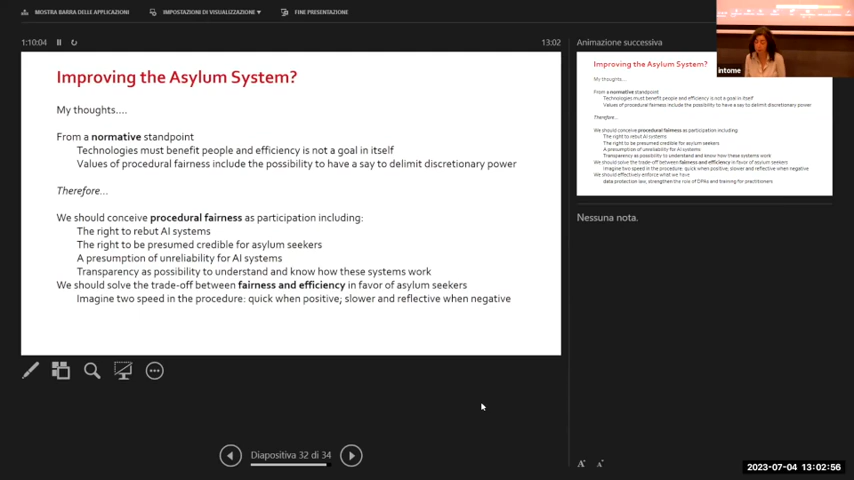 MOSTRA BARRA DELLE APPLICAZIONI
IMPOSTAZIONI DI VISUALIZZAZIONE ▾
FINE PRESENTAZIONE
1:10:04
13:02
Improving the Asylum System?
My thoughts….
From a normative standpoint
Technologies must benefit people and efficiency is not a goal in itself
Values of procedural fairness include the possibility to have a say to delimit discretionary power
Therefore…
We should conceive procedural fairness as participation including:
The right to rebut AI systems
The right to be presumed credible for asylum seekers
A presumption of unreliability for AI systems
Transparency as possibility to understand and know how these systems work
We should solve the trade-off between fairness and efficiency in favor of asylum seekers
Imagine two speed in the procedure: quick when positive; slower and reflective when negative
Diapositiva 32 di 34
Animazione successiva
Improving the Asylum System?
My thoughts…
From a normative standpoint
Technologies must benefit people and efficiency is not a goal in itself
Values of procedural fairness include the possibility to have a say to delimit discretionary power
Therefore…
We should conceive procedural fairness as participation including:
The right to rebut AI systems
The right to be presumed credible for asylum seekers
A presumption of unreliability for AI systems
Transparency as possibility to understand and know how these systems work
We should solve the trade-off between fairness and efficiency in favor of asylum seekers
Imagine two speed in the procedure: quick when positive; slower and reflective when negative
We should effectively enforce what we have
data protection law, strengthen the role of DPAs and training for practitioners
Nessuna nota.
A A
intome
2023-07-04 13:02:56